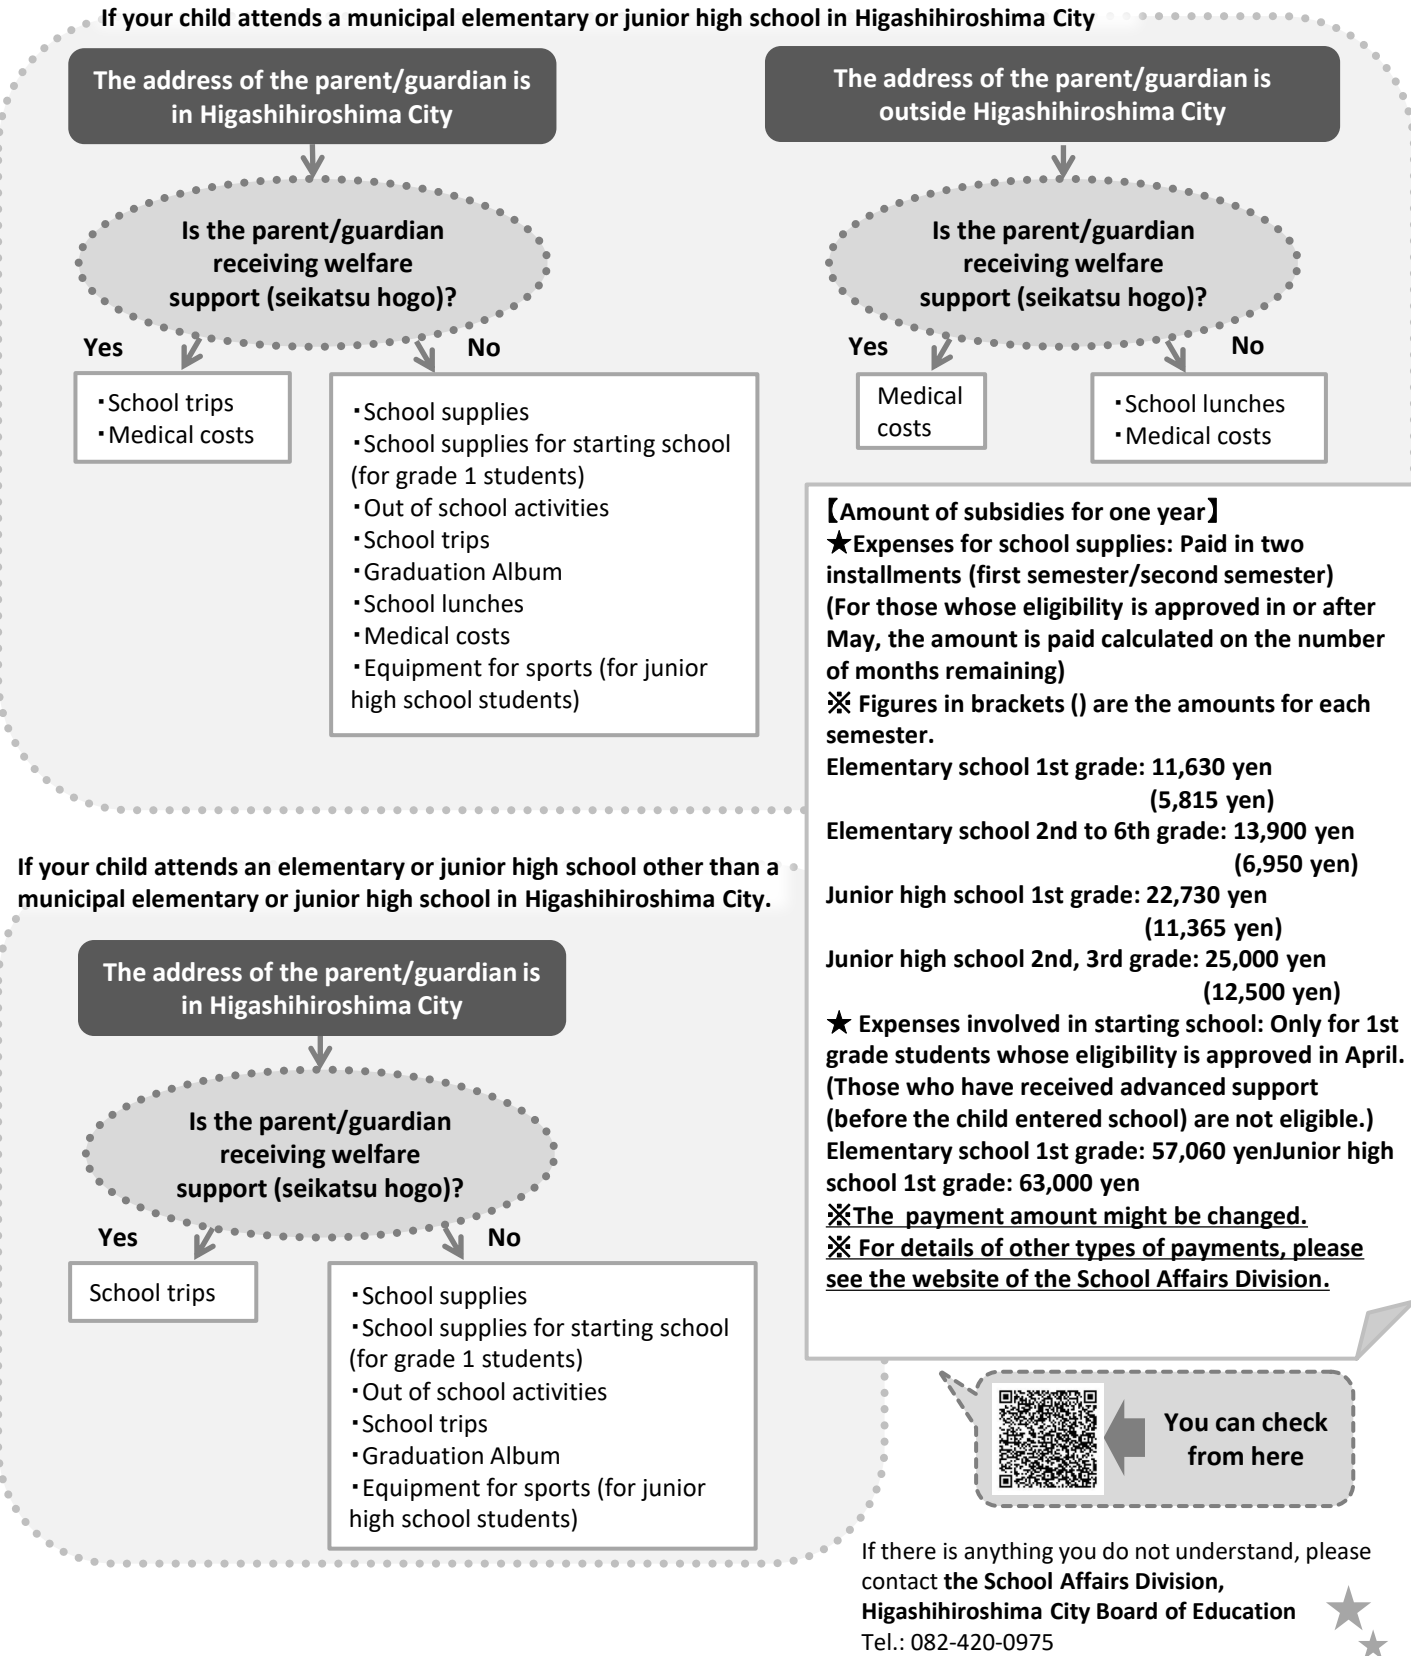 If your child attends a municipal elementary or junior high school in Higashihiroshima City
The address of the parent/guardian is
in Higashihiroshima City
Is the parent/guardian
receiving welfare
support (seikatsu hogo)?
Yes
No
・School trips
・Medical costs
・School supplies
・School supplies for starting school
(for grade 1 students)
・Out of school activities
・School trips
・Graduation Album
・School lunches
・Medical costs
・Equipment for sports (for junior
high school students)
The address of the parent/guardian is
outside Higashihiroshima City
Is the parent/guardian
receiving welfare
support (seikatsu hogo)?
Yes
No
Medical
costs
・School lunches
・Medical costs
If your child attends an elementary or junior high school other than a
municipal elementary or junior high school in Higashihiroshima City.
The address of the parent/guardian is
in Higashihiroshima City
Is the parent/guardian
receiving welfare
support (seikatsu hogo)?
Yes
No
School trips
・School supplies
・School supplies for starting school
(for grade 1 students)
・Out of school activities
・School trips
・Graduation Album
・Equipment for sports (for junior
high school students)
【Amount of subsidies for one year】
★Expenses for school supplies: Paid in two
installments (first semester/second semester)
(For those whose eligibility is approved in or after
May, the amount is paid calculated on the number
of months remaining)
※ Figures in brackets () are the amounts for each
semester.
Elementary school 1st grade: 11,630 yen
(5,815 yen)
Elementary school 2nd to 6th grade: 13,900 yen
(6,950 yen)
Junior high school 1st grade: 22,730 yen
(11,365 yen)
Junior high school 2nd, 3rd grade: 25,000 yen
(12,500 yen)
★ Expenses involved in starting school: Only for 1st
grade students whose eligibility is approved in April.
(Those who have received advanced support
(before the child entered school) are not eligible.)
Elementary school 1st grade: 57,060 yenJunior high
school 1st grade: 63,000 yen
※The payment amount might be changed.
※ For details of other types of payments, please
see the website of the School Affairs Division.
You can check
from here
If there is anything you do not understand, please
contact the School Affairs Division,
Higashihiroshima City Board of Education
Tel.: 082-420-0975